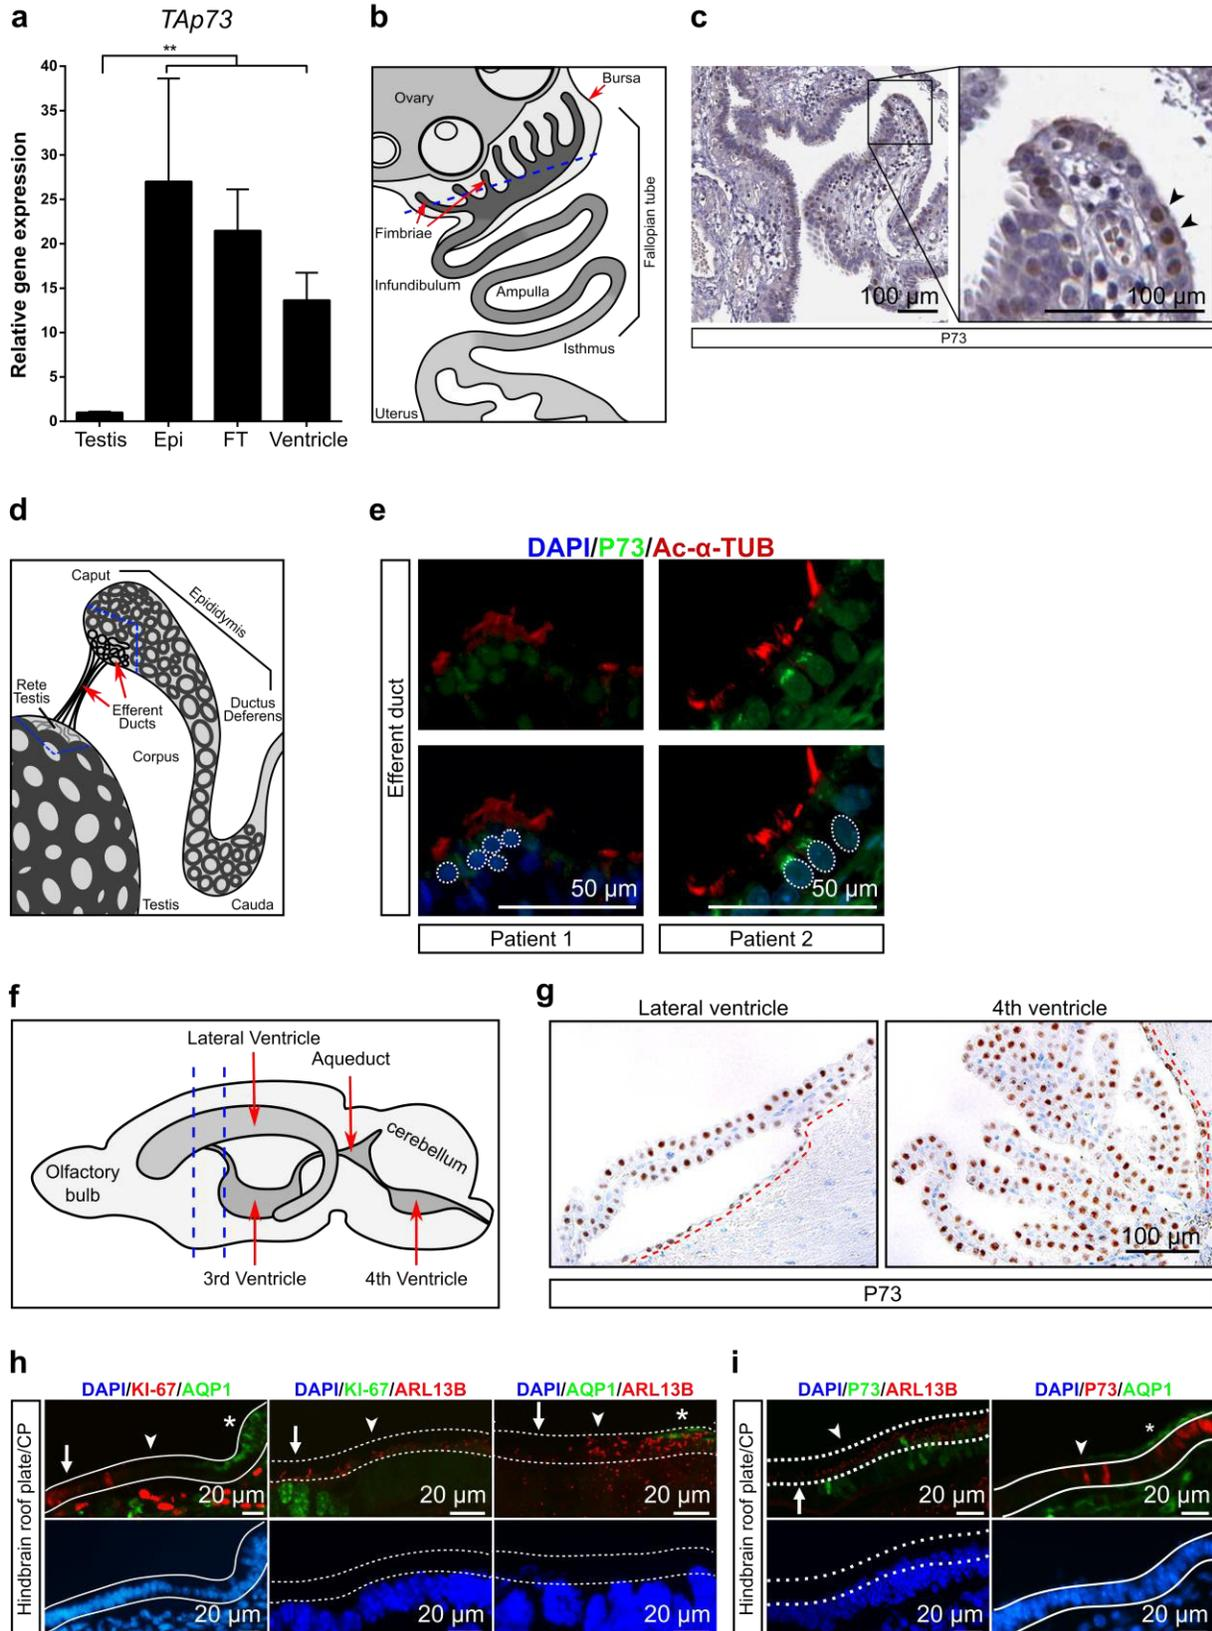 a
TAp73
**
Relative gene expression
40
35
30
25
20
15
10
5
0
Testis Epi FT Ventricle
b
Ovary
Bursa
Fimbriae
Infundibulum
Ampulla
Fallopian tube
Isthmus
Uterus
c
100 µm
100 µm
P73
d
Caput
Epididymis
Rete
Testis
Efferent
Ducts
Ductus
Deferens
Corpus
Testis
Cauda
e
DAPI/P73/Ac-α-TUB
Efferent duct
50 µm
50 µm
Patient 1
Patient 2
f
Lateral Ventricle
Aqueduct
cerebellum
Olfactory
bulb
3rd Ventricle
4th Ventricle
g
Lateral ventricle
4th ventricle
100 µm
P73
h
DAPI/KI-67/AQP1
DAPI/KI-67/ARL13B
DAPI/AQP1/ARL13B
Hindbrain roof plate/CP
*
*
20 µm
20 µm
20 µm
20 µm
20 µm
20 µm
i
DAPI/P73/ARL13B
DAPI/P73/AQP1
Hindbrain roof plate/CP
*
20 µm
20 µm
20 µm
20 µm